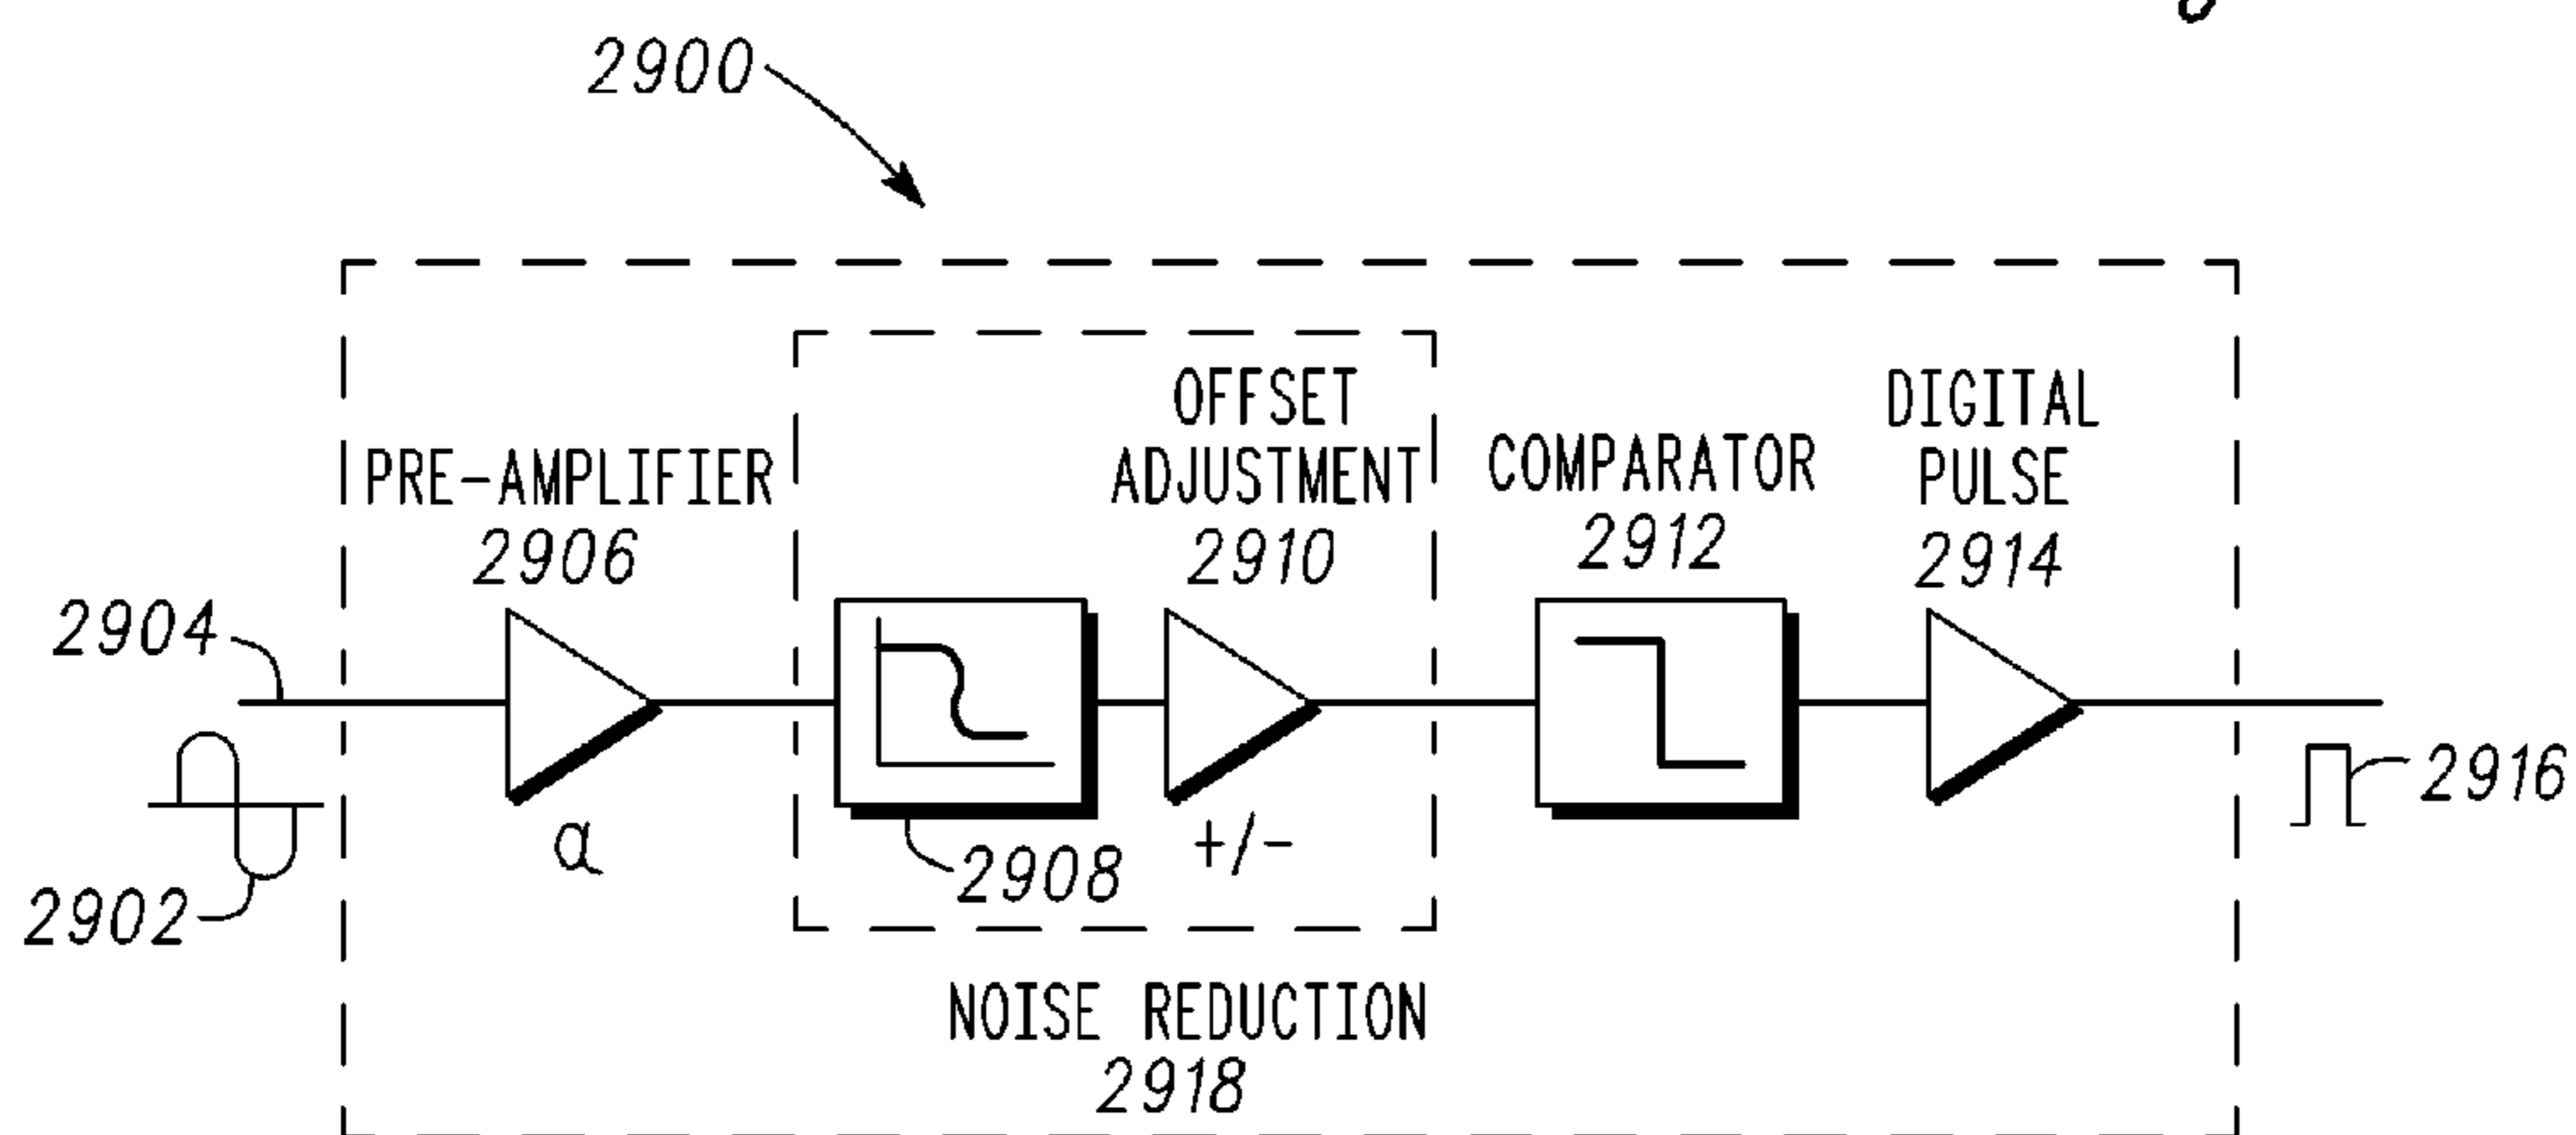 2900
OFFSET
ADJUSTMENT
2910
DIGITAL
PULSE
2914
PRE-AMPLIFIER
2906
COMPARATOR
2912
2904
2902
α
2908
+/-
2916
NOISE REDUCTION
2918